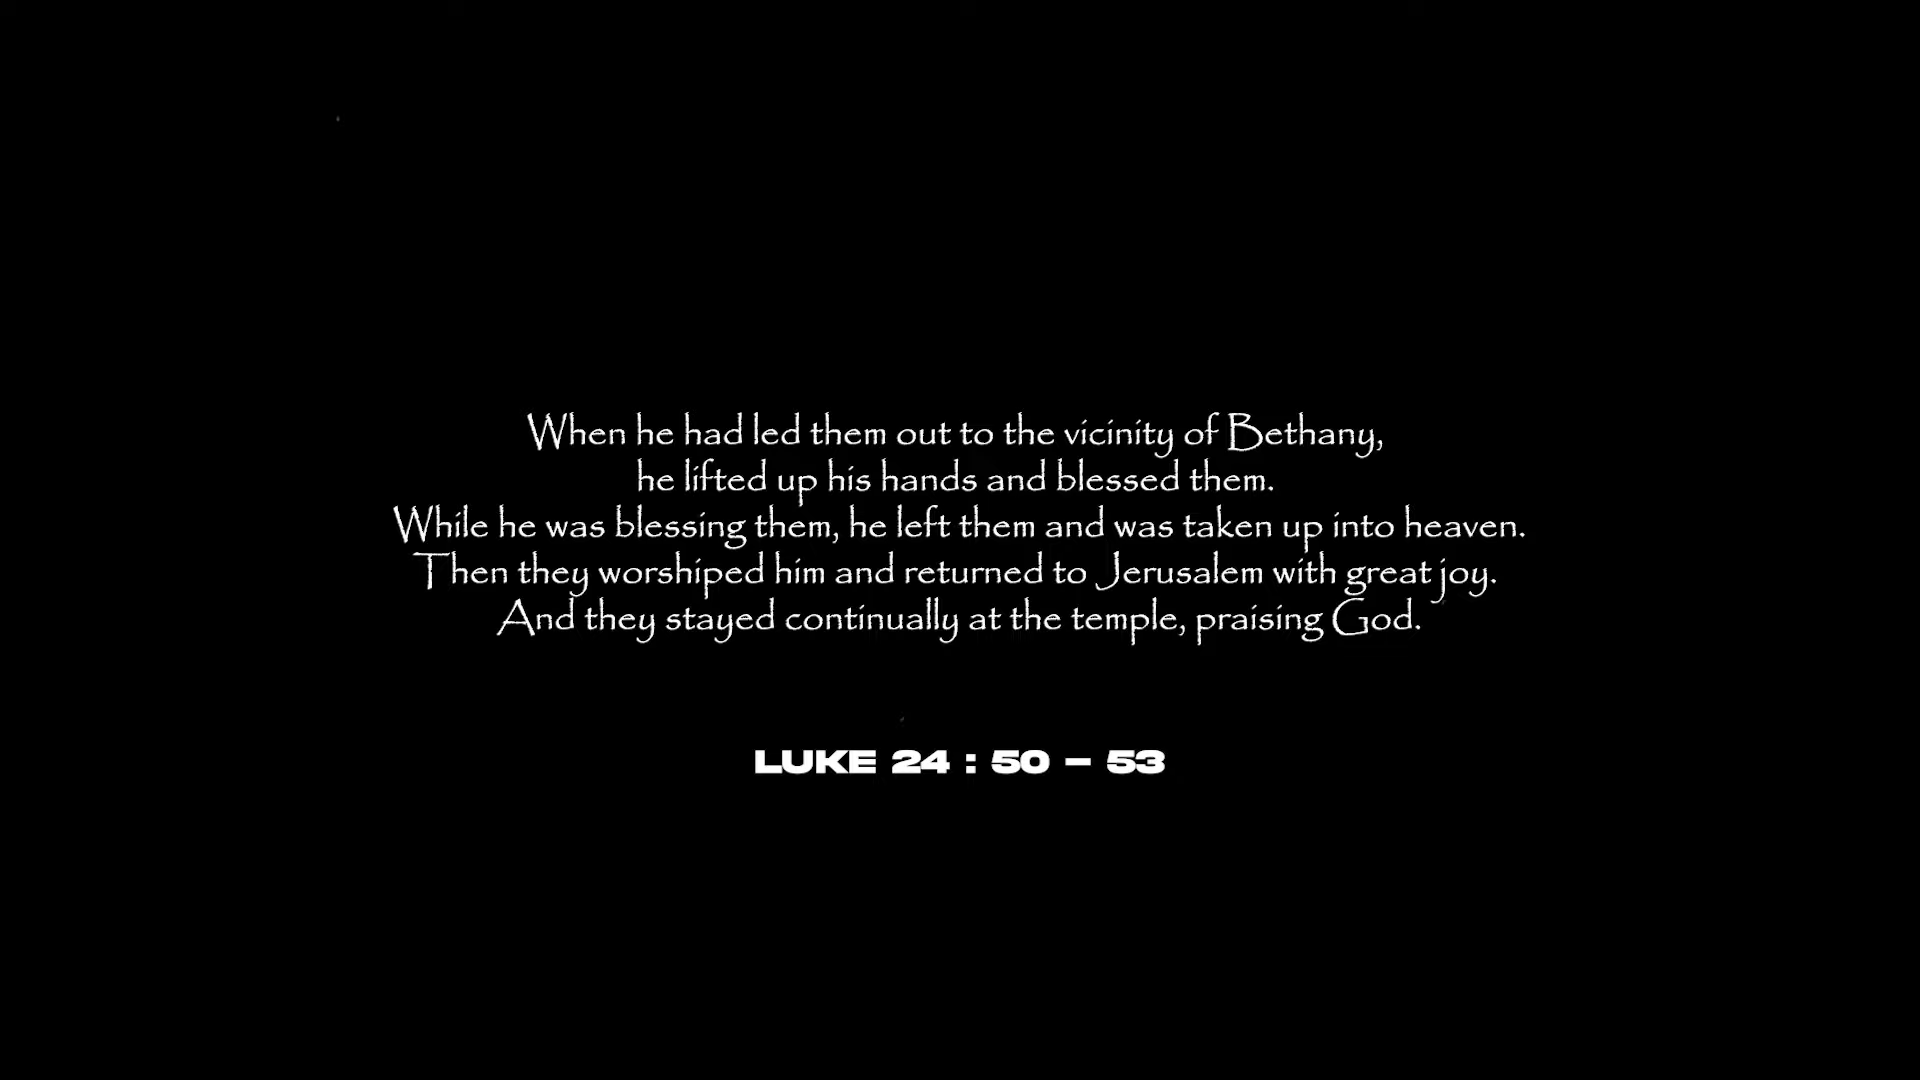 When he had led them out to the vicinity of Bethany,
he lifted up his hands and blessed them.
While he was blessing them, he left them and was taken up into heaven.
Then they worshiped him and returned to Jerusalem with great joy.
And they stayed continually at the temple, praising God.
LUKE 24 : 50 – 53